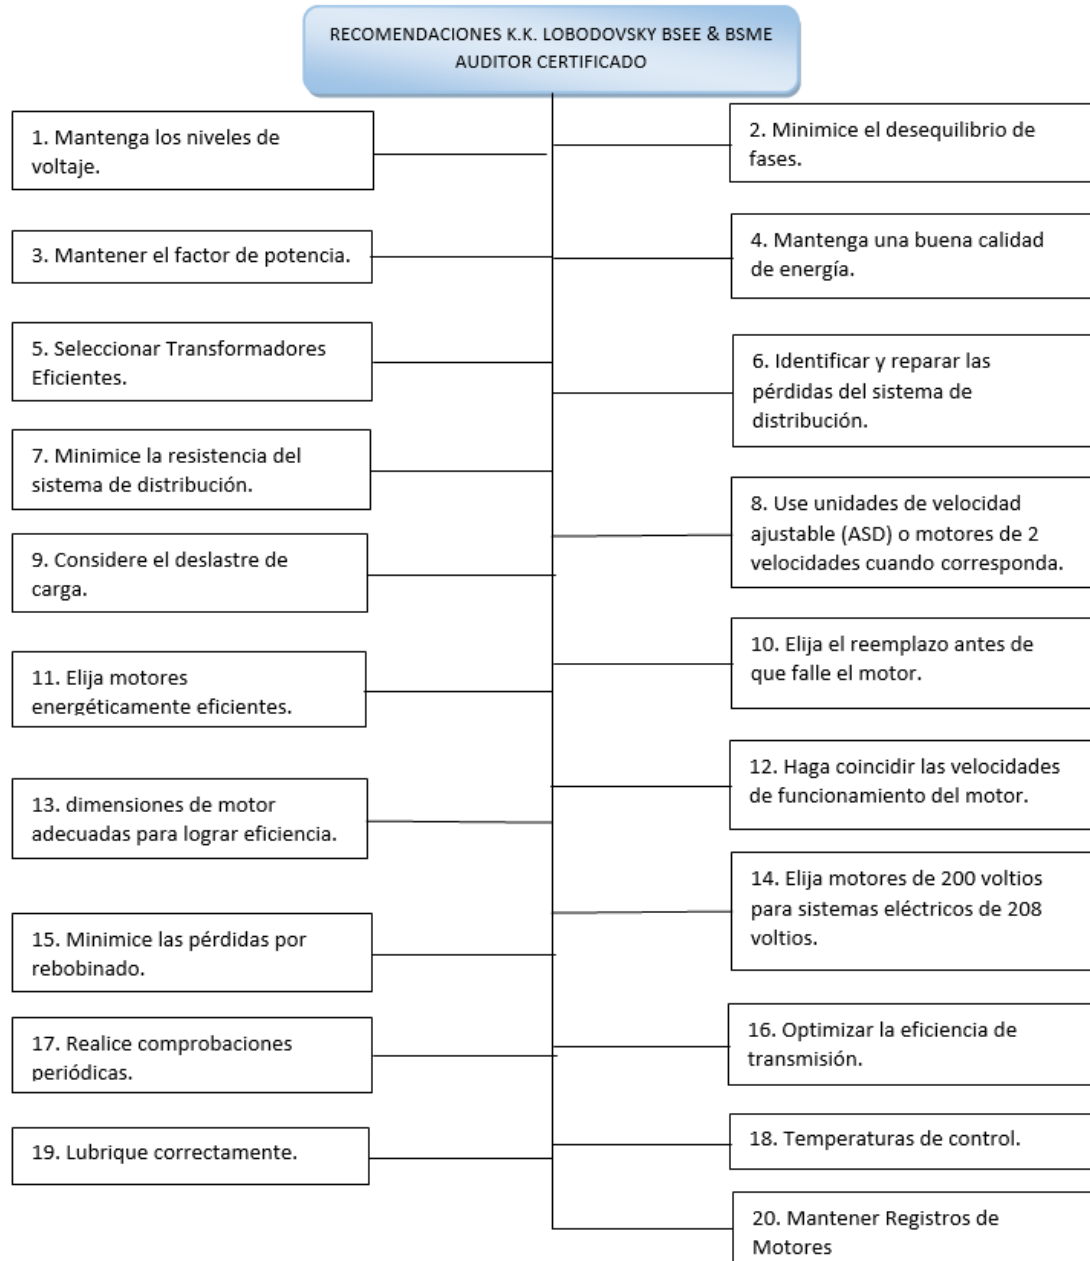 RECOMENDACIONES K.K. LOBODOVSKY BSEE & BSME
AUDITOR CERTIFICADO
1. Mantenga los niveles de
voltaje.
2. Minimice el desequilibrio de
fases.
3. Mantener el factor de potencia.
4. Mantenga una buena calidad
de energía.
5. Seleccionar Transformadores
Eficientes.
6. Identificar y reparar las
pérdidas del sistema de
distribución.
7. Minimice la resistencia del
sistema de distribución.
8. Use unidades de velocidad
ajustable (ASD) o motores de 2
velocidades cuando corresponda.
9. Considere el deslastre de
carga.
10. Elija el reemplazo antes de
que falle el motor.
11. Elija motores
energéticamente eficientes.
12. Haga coincidir las velocidades
de funcionamiento del motor.
13. dimensiones de motor
adecuadas para lograr eficiencia.
14. Elija motores de 200 voltios
para sistemas eléctricos de 208
voltios.
15. Minimice las pérdidas por
rebobinado.
16. Optimizar la eficiencia de
transmisión.
17. Realice comprobaciones
periódicas.
18. Temperaturas de control.
19. Lubrique correctamente.
20. Mantener Registros de
Motores